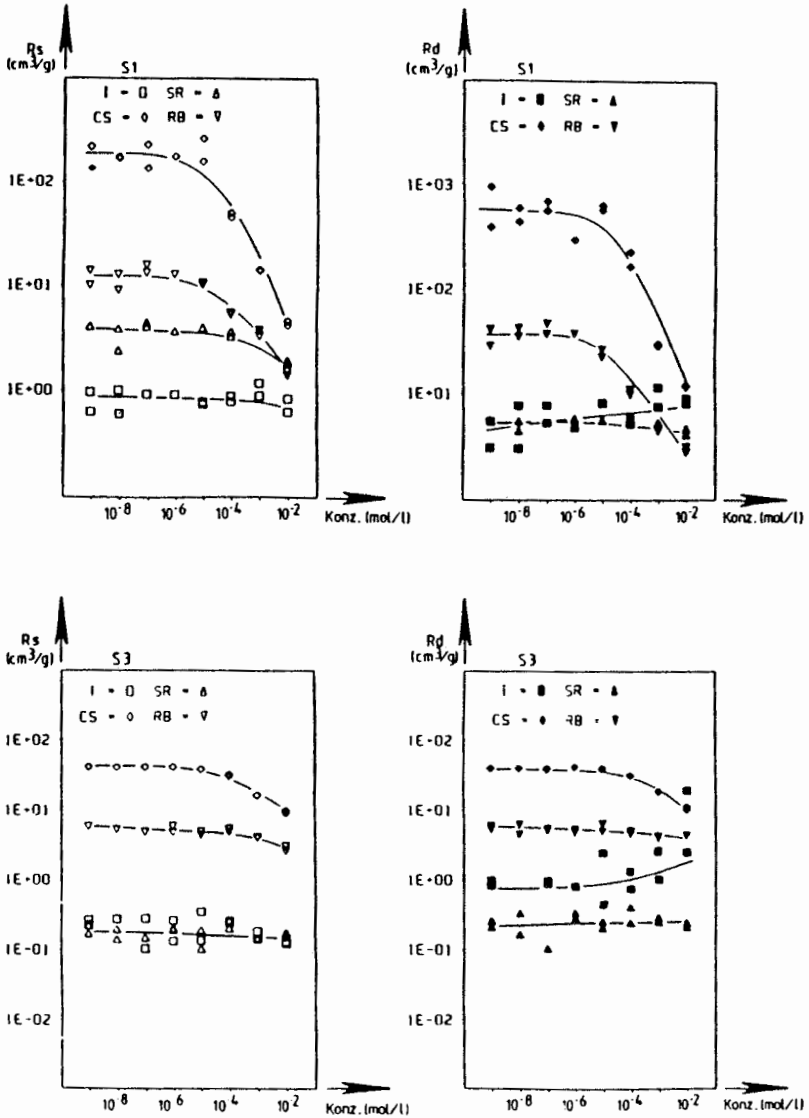 Rs
(cm³/g)
S1
I - □ SR - △
CS - ◇ RB - ▽
1E+02
1E+01
1E+00
10⁻⁸ 10⁻⁶ 10⁻⁴ 10⁻² Konz. (mol/l)
Rd
(cm³/g)
S1
I - ■ SR - ▲
CS - ◆ RB - ▼
1E+03
1E+02
1E+01
10⁻⁸ 10⁻⁶ 10⁻⁴ 10⁻² Konz. (mol/l)
Rs
(cm³/g)
S3
I - □ SR - △
CS - ◇ RB - ▽
1E+02
1E+01
1E+00
1E-01
1E-02
10⁻⁸ 10⁻⁶ 10⁻⁴ 10⁻² Konz. (mol/l)
Rd
(cm³/g)
S3
I - ■ SR - ▲
CS - ◆ RB - ▼
1E+02
1E+01
1E+00
1E-01
1E-02
10⁻⁸ 10⁻⁶ 10⁻⁴ 10⁻² Konz. (mol/l)